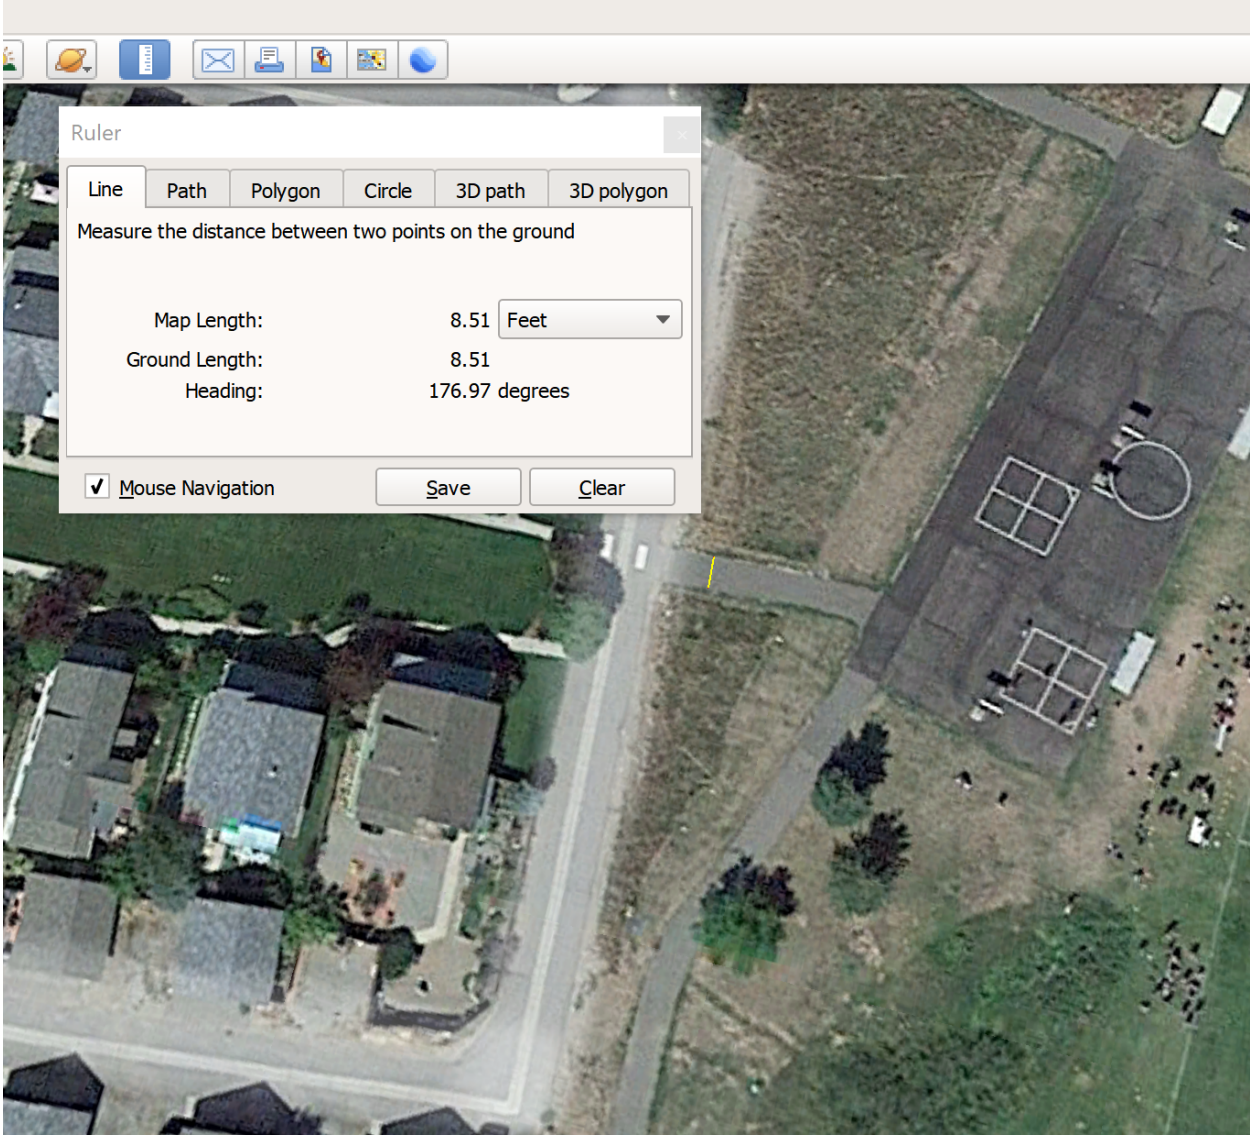 Ruler
Line Path Polygon Circle 3D path 3D polygon
Measure the distance between two points on the ground
Map Length: 8.51 Feet
Ground Length: 8.51
Heading: 176.97 degrees
Mouse Navigation Save Clear